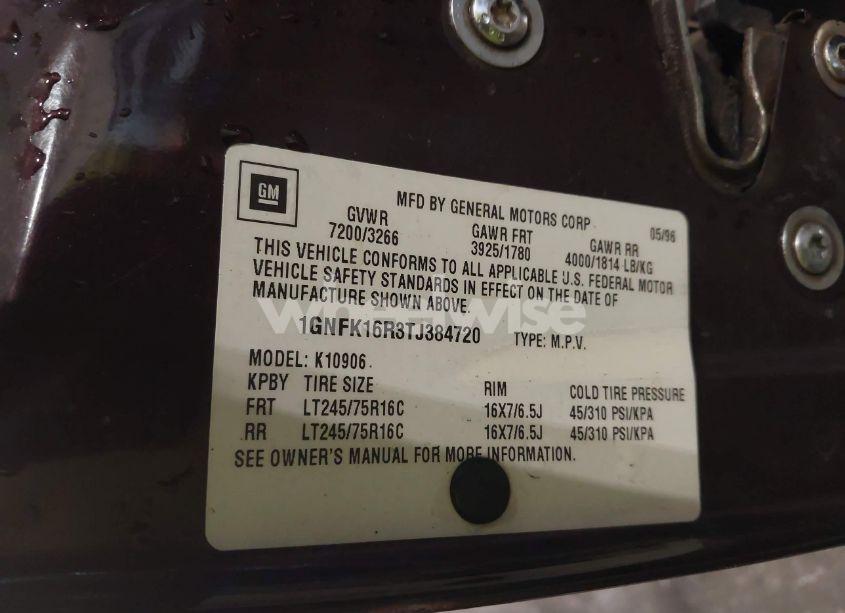 GM
MFD BY GENERAL MOTORS CORP 05/96
GVWR GAWR FRT GAWR RR
7200/3266 3925/1780 4000/1814 LB/KG
THIS VEHICLE CONFORMS TO ALL APPLICABLE U.S. FEDERAL MOTOR
VEHICLE SAFETY STANDARDS IN EFFECT ON THE DATE OF
MANUFACTURE SHOWN ABOVE.
wheelwise
1GNFK16R8TJ384720 TYPE: M.P.V.
MODEL: K10906
KPBY TIRE SIZE RIM COLD TIRE PRESSURE
FRT LT245/75R16C 16X7/6.5J 45/310 PSI/KPA
RR LT245/75R16C 16X7/6.5J 45/310 PSI/KPA
SEE OWNER'S MANUAL FOR MORE INFORMATION.